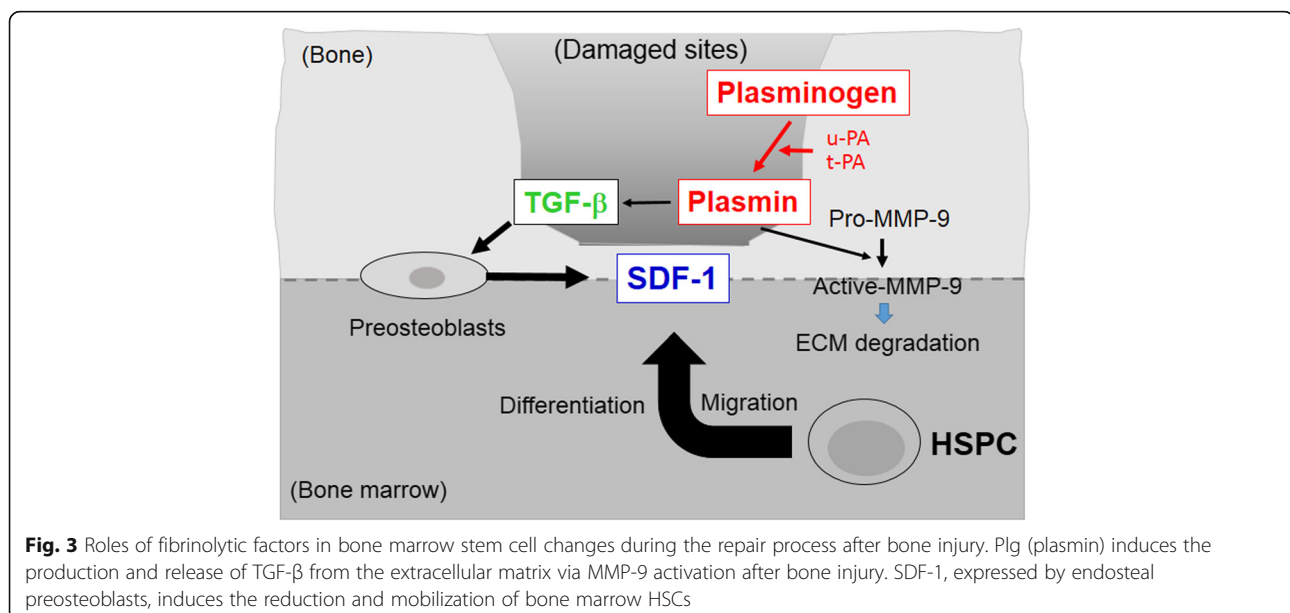 (Bone)
(Damaged sites)
Plasminogen
u-PA
t-PA
TGF-β
Plasmin
Pro-MMP-9
SDF-1
Active-MMP-9
Preosteoblasts
ECM degradation
Differentiation
Migration
HSPC
(Bone marrow)
Fig. 3 Roles of fibrinolytic factors in bone marrow stem cell changes during the repair process after bone injury. Plg (plasmin) induces the
production and release of TGF-β from the extracellular matrix via MMP-9 activation after bone injury. SDF-1, expressed by endosteal
preosteoblasts, induces the reduction and mobilization of bone marrow HSCs